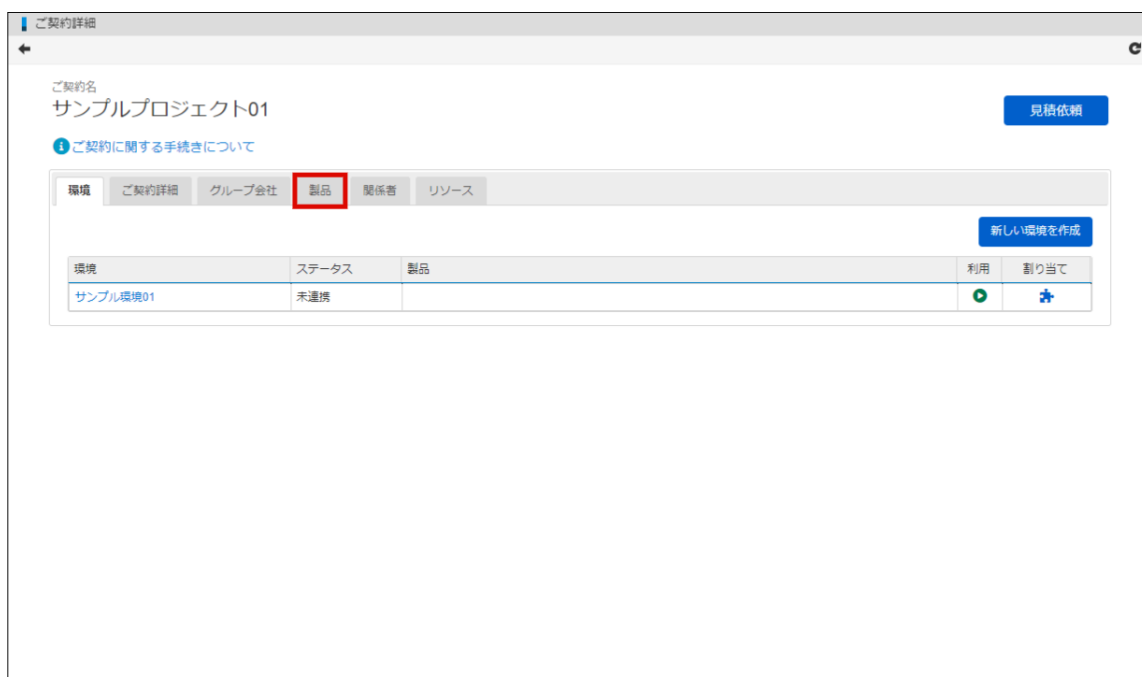 ご契約詳細
ご契約名
サンプルプロジェクト01
見積依頼
ご契約に関する手続きについて
環境 ご契約詳細 グループ会社 製品 関係者 リソース
新しい環境を作成
環境 ステータス 製品 利用 割り当て
サンプル環境01 未連携